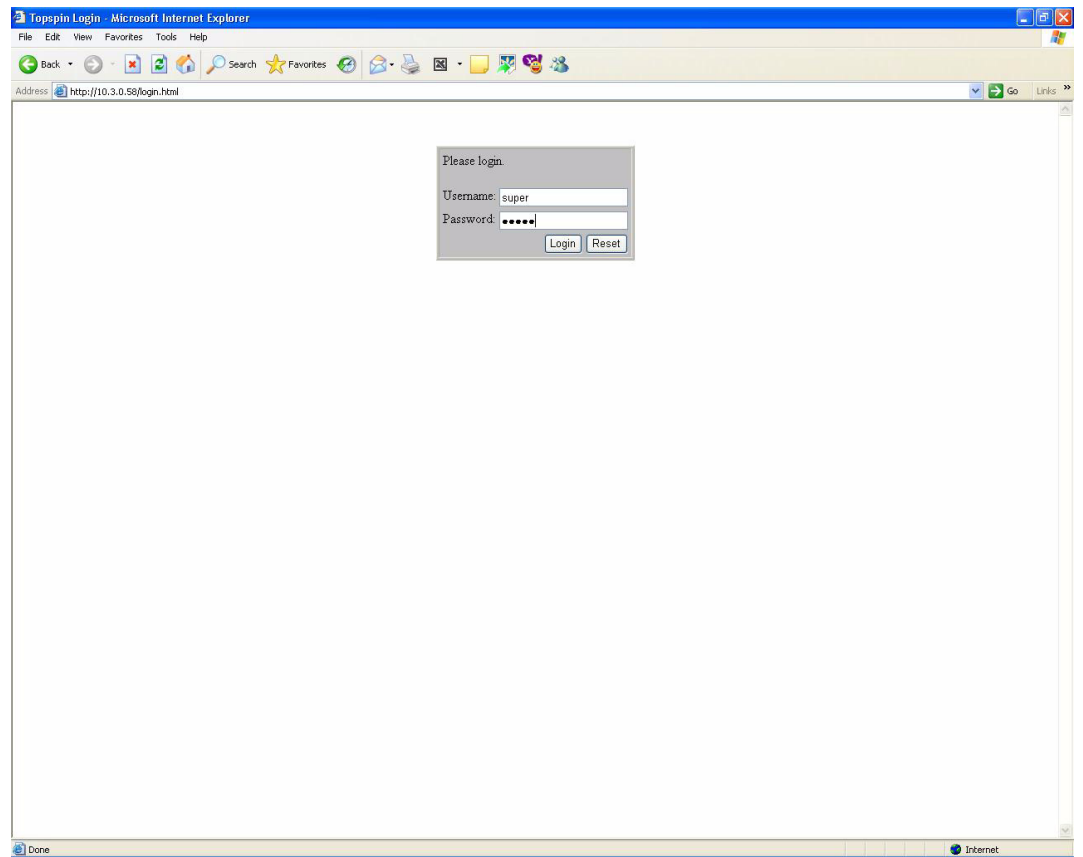 Topspin Login - Microsoft Internet Explorer
File Edit View Favorites Tools Help
Back Search Favorites
Address http://10.3.0.58/login.html Go Links »
Please login.
Username: super
Password: •••••
Login Reset
Done Internet